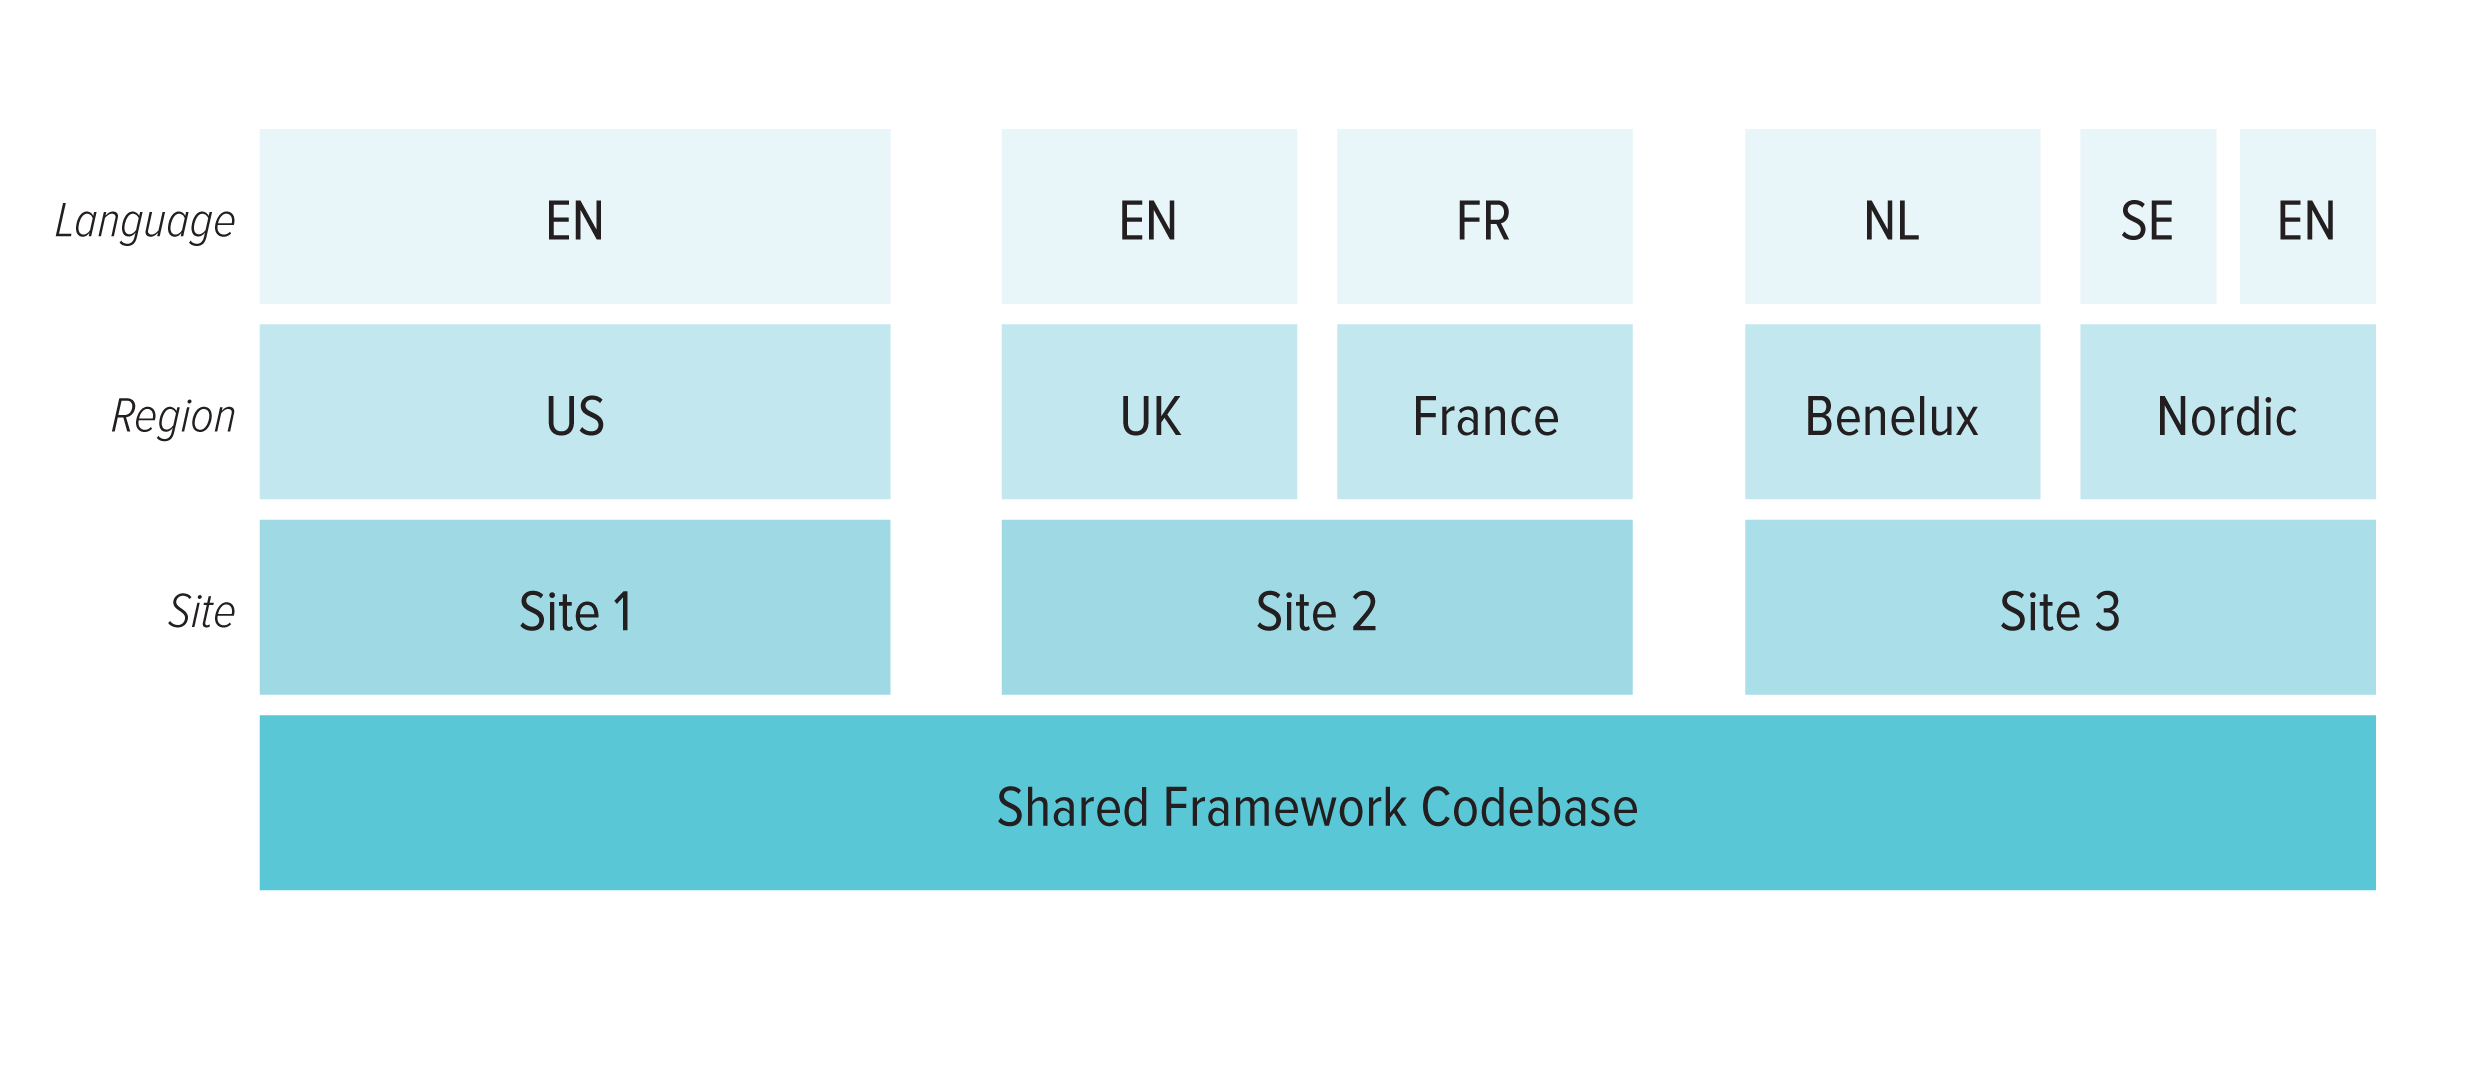 Language
EN
EN
FR
NL
SE
EN
Region
US
UK
France
Benelux
Nordic
Site
Site 1
Site 2
Site 3
Shared Framework Codebase